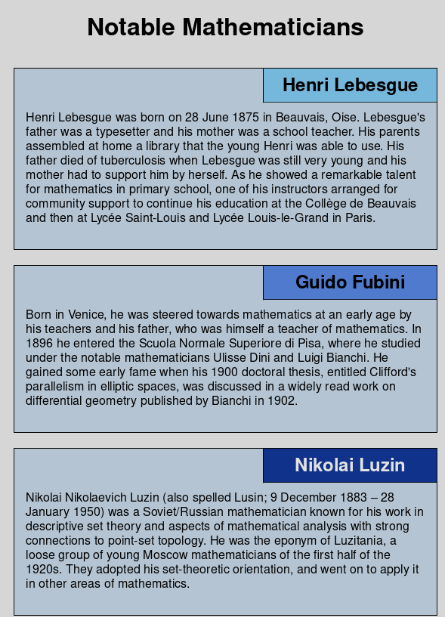 Notable Mathematicians
Henri Lebesgue
Henri Lebesgue was born on 28 June 1875 in Beauvais, Oise. Lebesgue's
father was a typesetter and his mother was a school teacher. His parents
assembled at home a library that the young Henri was able to use. His
father died of tuberculosis when Lebesgue was still very young and his
mother had to support him by herself. As he showed a remarkable talent
for mathematics in primary school, one of his instructors arranged for
community support to continue his education at the Collège de Beauvais
and then at Lycée Saint-Louis and Lycée Louis-le-Grand in Paris.
Guido Fubini
Born in Venice, he was steered towards mathematics at an early age by
his teachers and his father, who was himself a teacher of mathematics. In
1896 he entered the Scuola Normale Superiore di Pisa, where he studied
under the notable mathematicians Ulisse Dini and Luigi Bianchi. He
gained some early fame when his 1900 doctoral thesis, entitled Clifford's
parallelism in elliptic spaces, was discussed in a widely read work on
differential geometry published by Bianchi in 1902.
Nikolai Luzin
Nikolai Nikolaevich Luzin (also spelled Lusin; 9 December 1883 – 28
January 1950) was a Soviet/Russian mathematician known for his work in
descriptive set theory and aspects of mathematical analysis with strong
connections to point-set topology. He was the eponym of Luzitania, a
loose group of young Moscow mathematicians of the first half of the
1920s. They adopted his set-theoretic orientation, and went on to apply it
in other areas of mathematics.